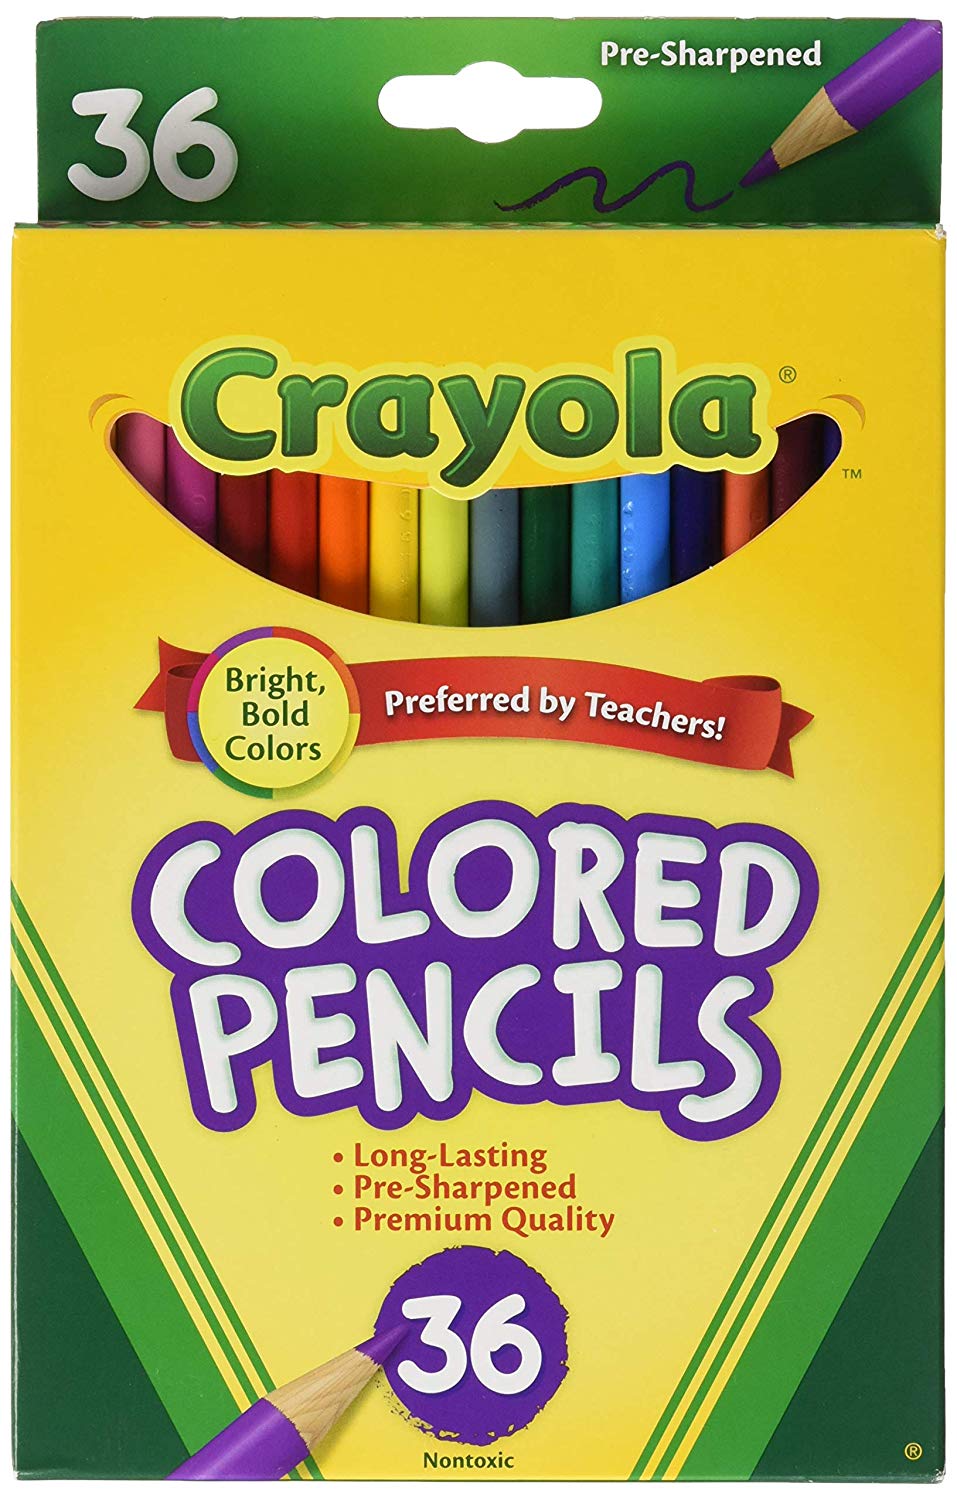 36
Pre-Sharpened
Crayola®
™
Bright,
Bold
Colors
Preferred by Teachers!
COLORED
PENCILS
• Long-Lasting
• Pre-Sharpened
• Premium Quality
36
Nontoxic
®